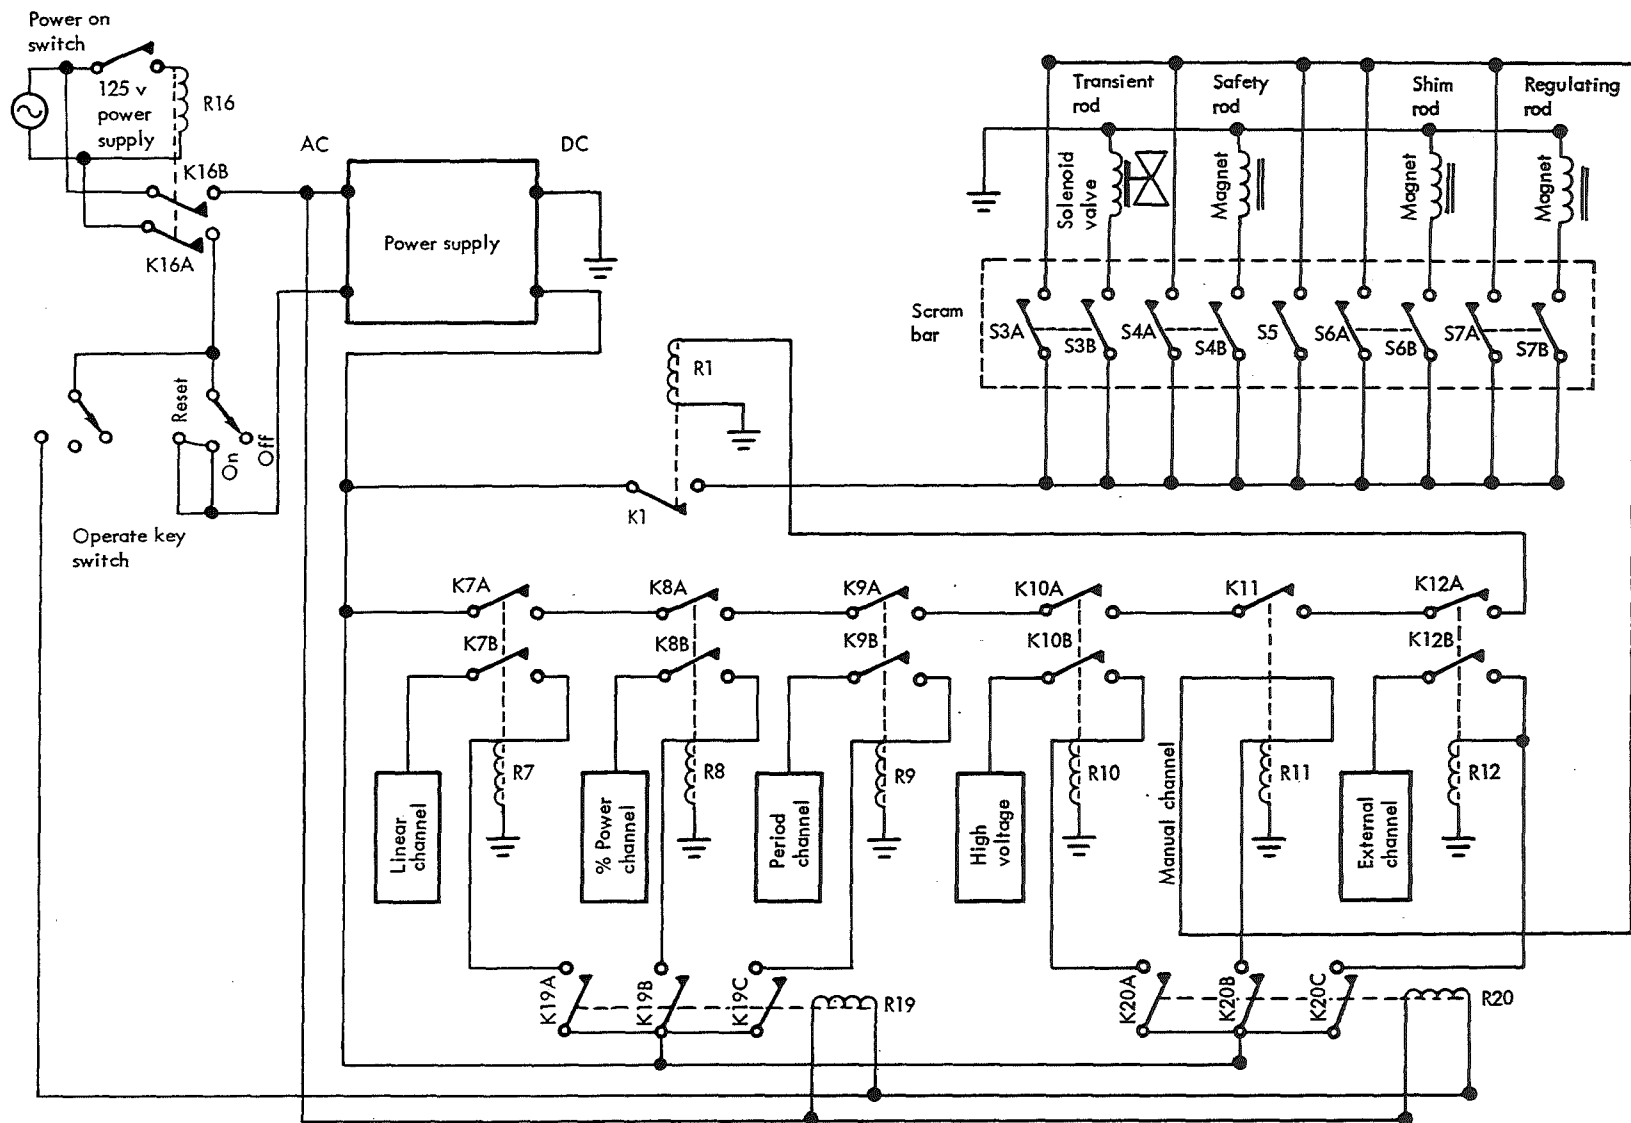 Power on
switch
125 v
power
supply
R16
K16B
K16A
AC
DC
Power supply
Reset
On
Off
Operate key
switch
R1
K1
Transient
rod
Safety
rod
Shim
rod
Regulating
rod
Solenoid
valve
Magnet
Magnet
Magnet
Scram
bar
S3A
S3B
S4A
S4B
S5
S6A
S6B
S7A
S7B
K7A
K8A
K9A
K10A
K11
K12A
K7B
K8B
K9B
K10B
K12B
R7
R8
R9
R10
R11
R12
Linear
channel
% Power
channel
Period
channel
High
voltage
Manual channel
External
channel
K19A
K19B
K19C
R19
K20A
K20B
K20C
R20